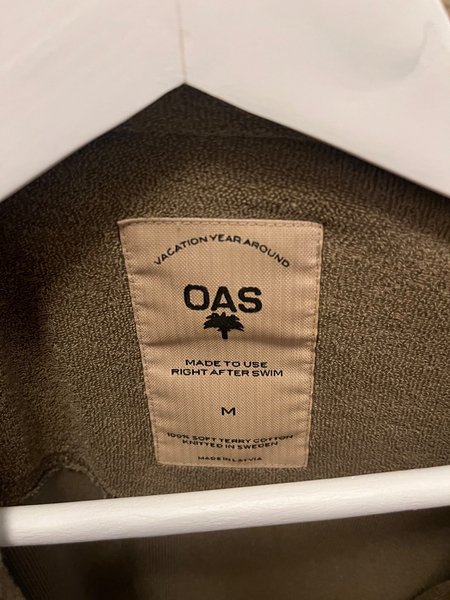 VACATION YEAR AROUND
OAS
MADE TO USE
RIGHT AFTER SWIM
M
100% SOFT TERRY COTTON
KNITTED IN SWEDEN
MADE IN LATVIA